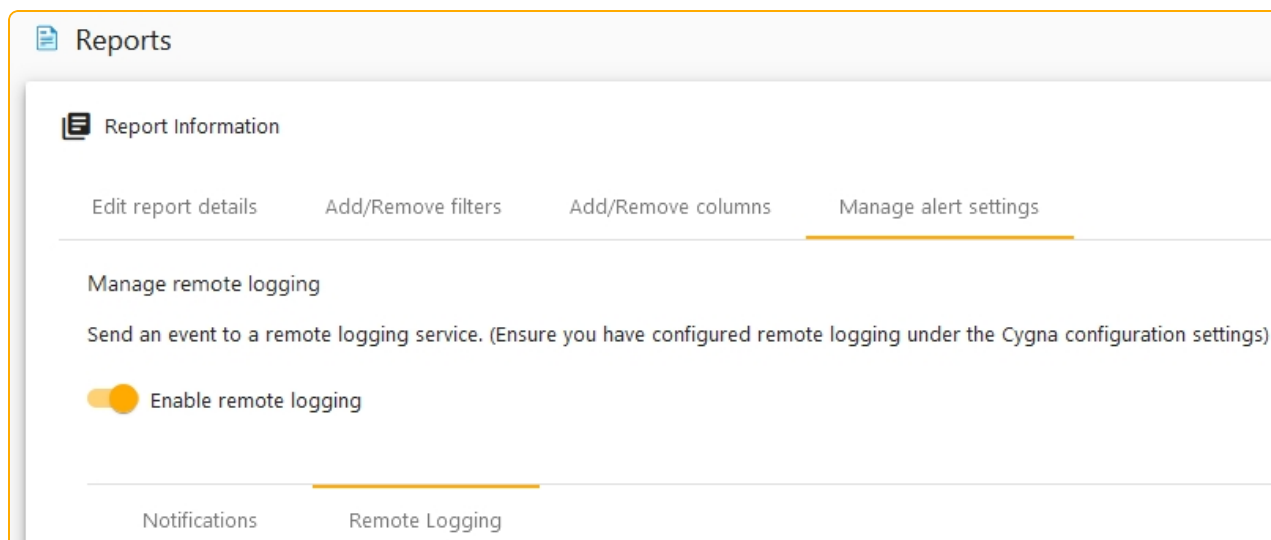 Reports
Report Information
Edit report details Add/Remove filters Add/Remove columns Manage alert settings
Manage remote logging
Send an event to a remote logging service. (Ensure you have configured remote logging under the Cygna configuration settings)
Enable remote logging
Notifications Remote Logging